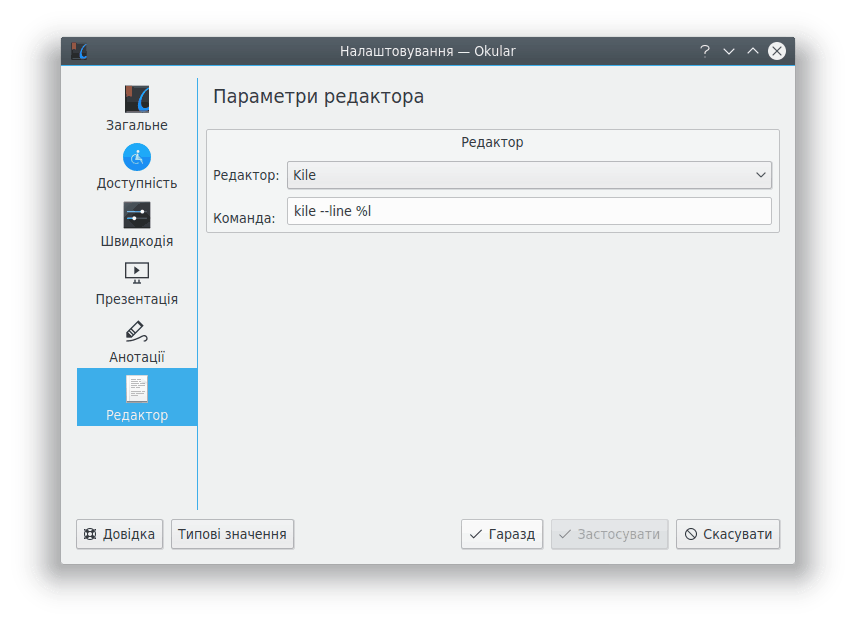 Налаштовування — Okular
Загальне
Доступність
Швидкодія
Презентація
Анотації
Редактор
Параметри редактора
Редактор
Редактор: Kile
Команда: kile --line %l
Довідка Типові значення Гаразд Застосувати Скасувати